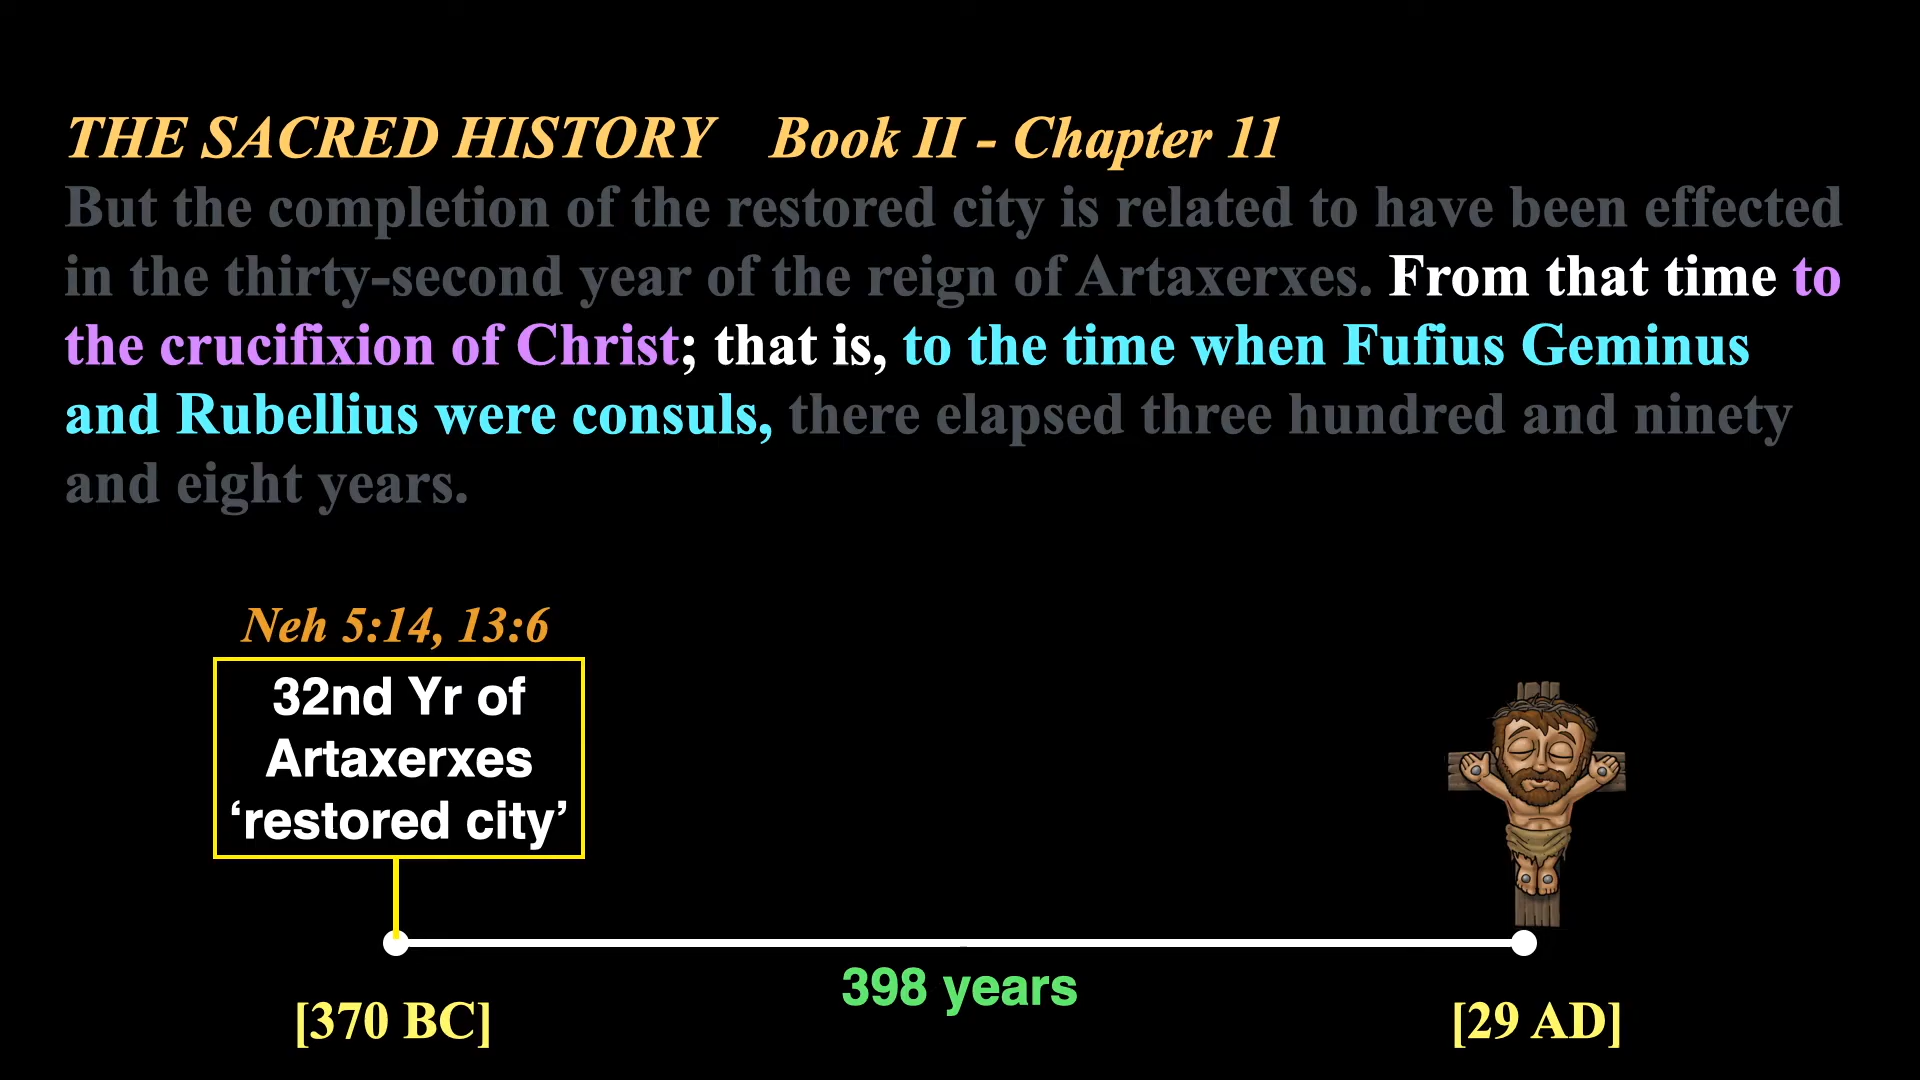 THE SACRED HISTORY Book II - Chapter 11
But the completion of the restored city is related to have been effected
in the thirty-second year of the reign of Artaxerxes. From that time to
the crucifixion of Christ; that is, to the time when Fufius Geminus
and Rubellius were consuls, there elapsed three hundred and ninety
and eight years.
Neh 5:14, 13:6
32nd Yr of
Artaxerxes
‘restored city’
398 years
[370 BC]
[29 AD]